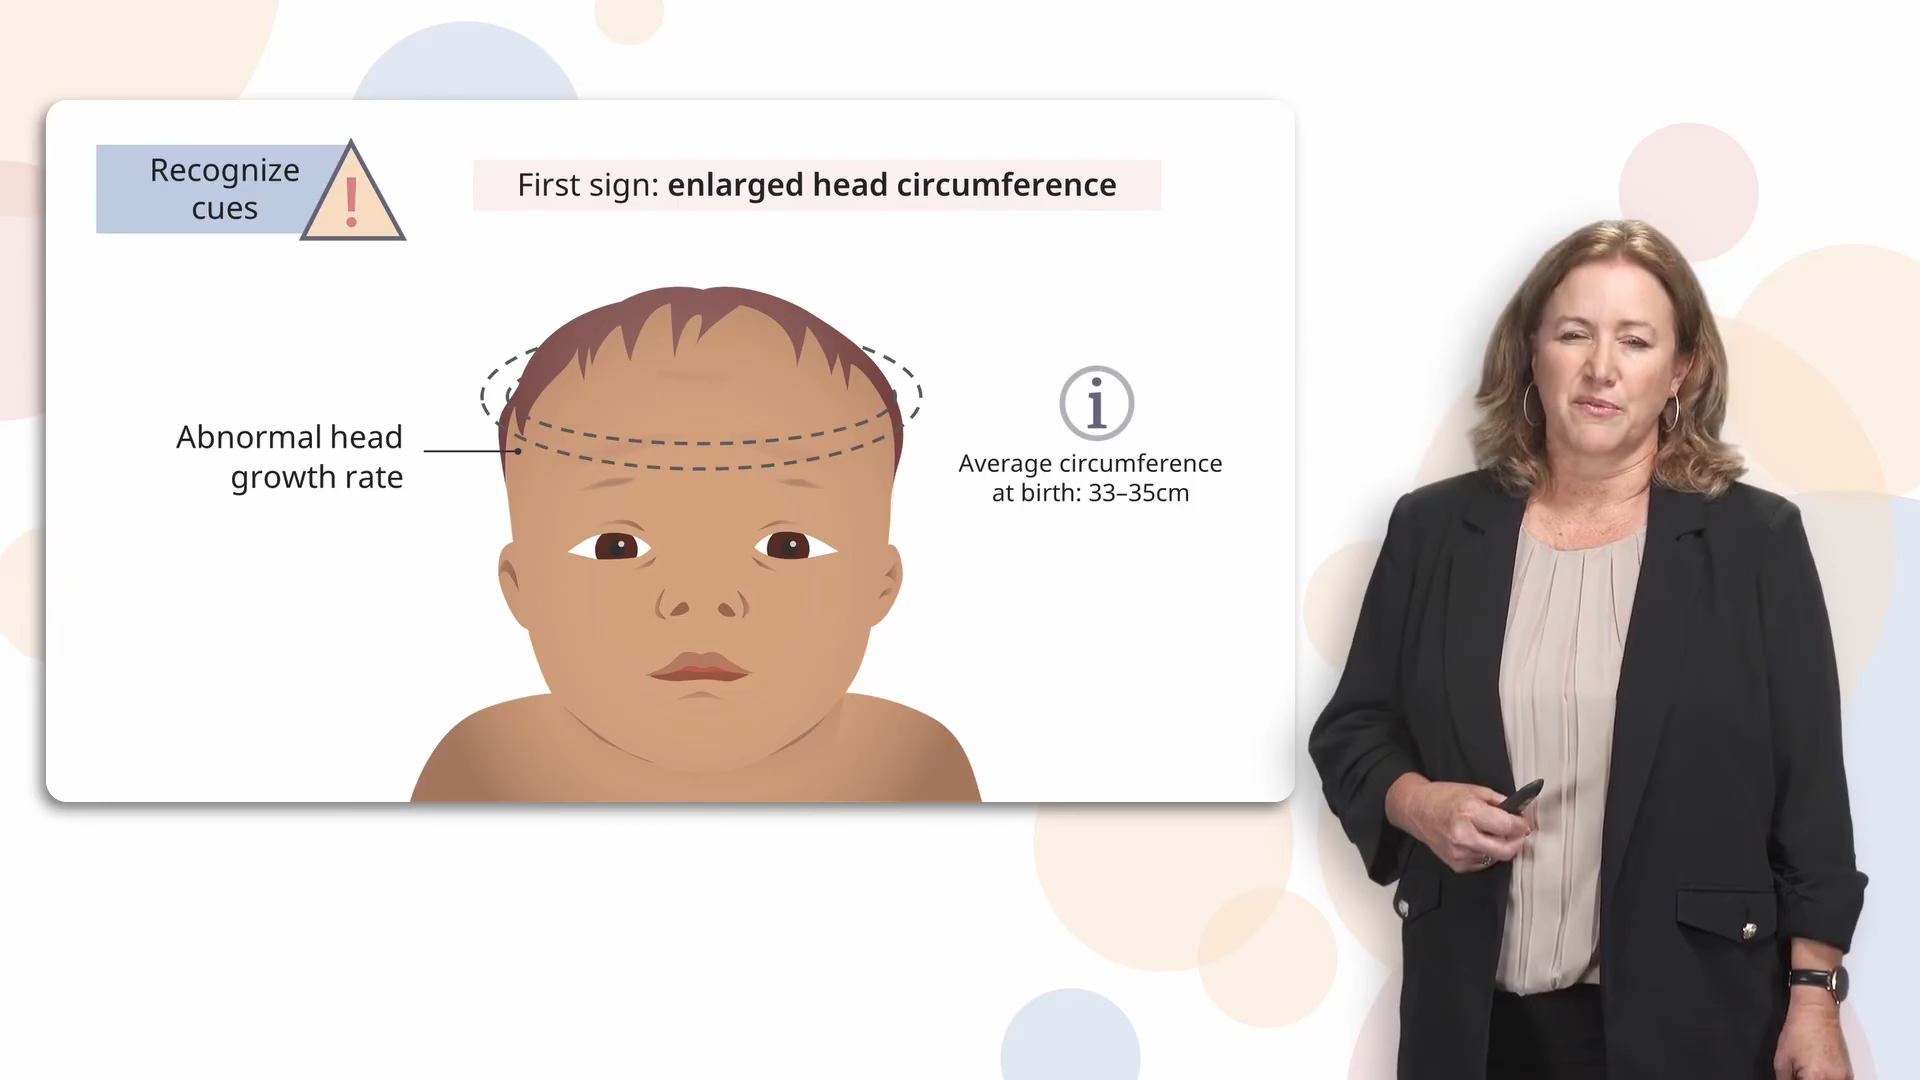 Recognize
cues
First sign: enlarged head circumference
Abnormal head
growth rate
Average circumference
at birth: 33–35cm